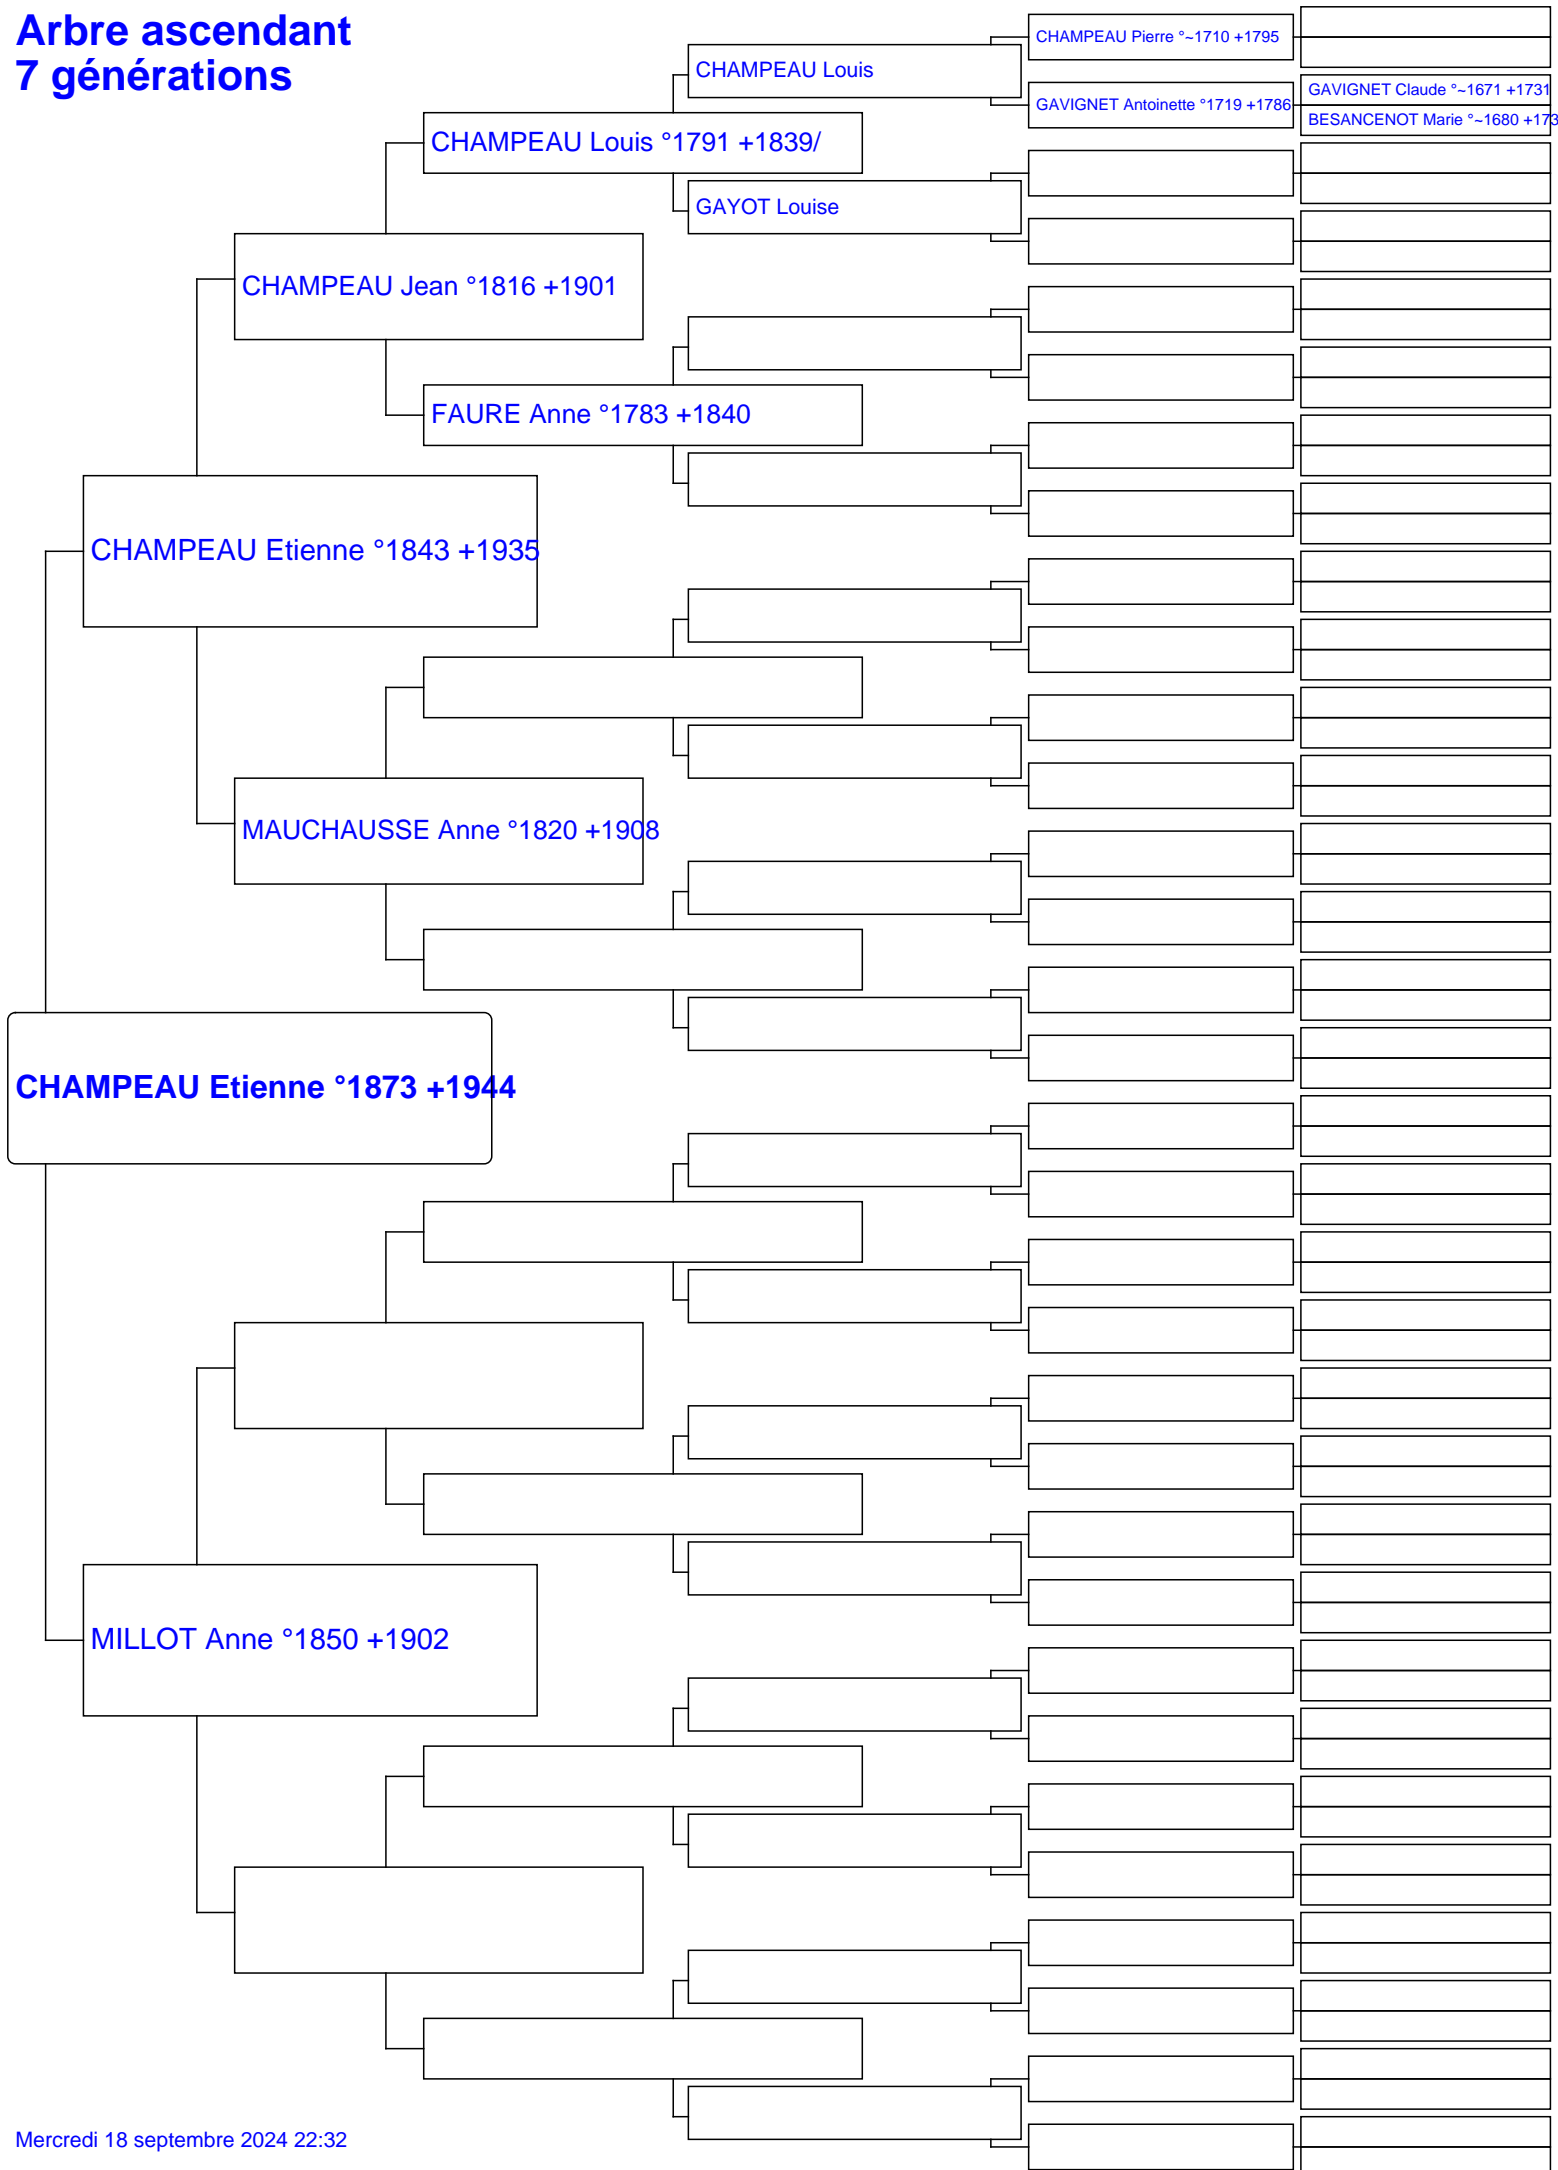 Arbre ascendant
7 générations
CHAMPEAU Pierre °~1710 +1795
CHAMPEAU Louis
GAVIGNET Claude °~1671 +1731
GAVIGNET Antoinette °1719 +1786
BESANCENOT Marie °~1680 +173
CHAMPEAU Louis °1791 +1839/
GAYOT Louise
CHAMPEAU Jean °1816 +1901
FAURE Anne °1783 +1840
CHAMPEAU Etienne °1843 +1935
MAUCHAUSSE Anne °1820 +1908
CHAMPEAU Etienne °1873 +1944
MILLOT Anne °1850 +1902
Mercredi 18 septembre 2024 22:32